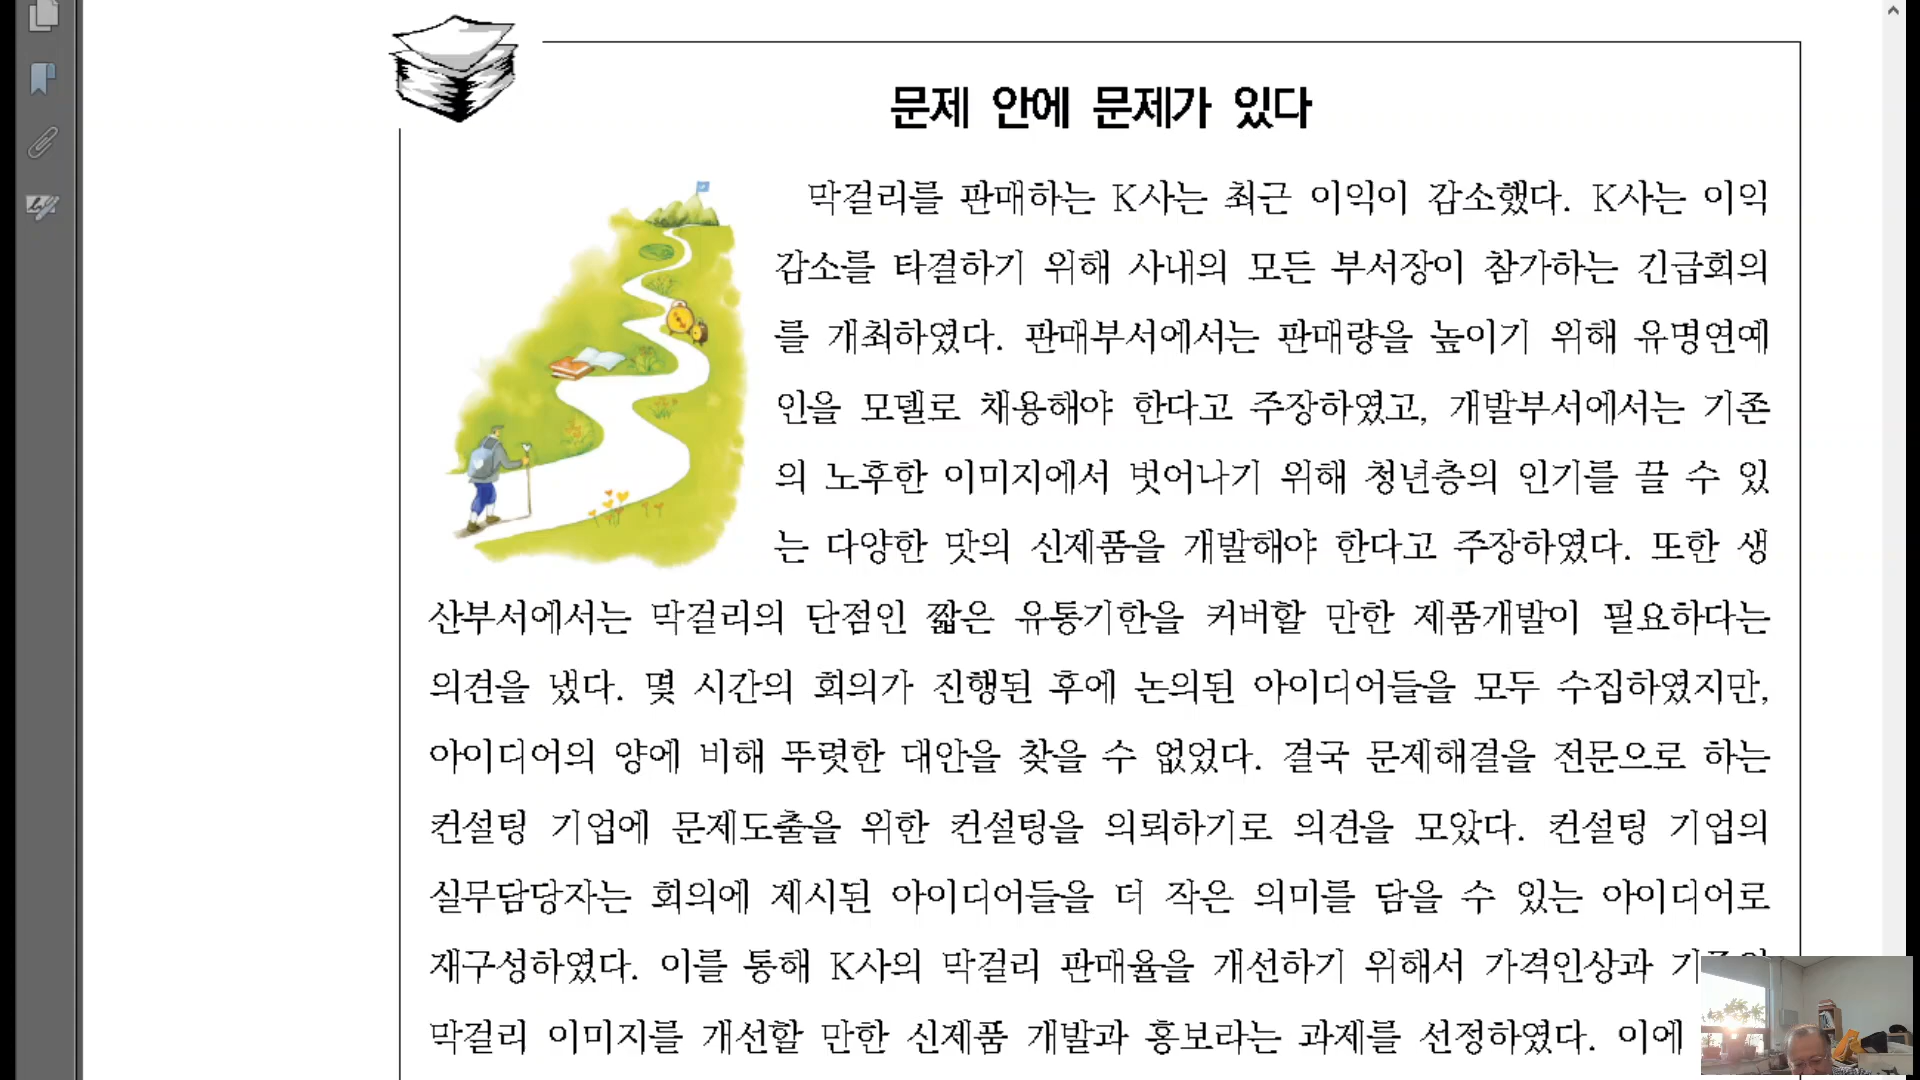 문제 안에 문제가 있다
막걸리를 판매하는 K사는 최근 이익이 감소했다. K사는 이익
감소를 타결하기 위해 사내의 모든 부서장이 참가하는 긴급회의
를 개최하였다. 판매부서에서는 판매량을 높이기 위해 유명연예
인을 모델로 채용해야 한다고 주장하였고, 개발부서에서는 기존
의 노후한 이미지에서 벗어나기 위해 청년층의 인기를 끌 수 있
는 다양한 맛의 신제품을 개발해야 한다고 주장하였다. 또한 생
산부서에서는 막걸리의 단점인 짧은 유통기한을 커버할 만한 제품개발이 필요하다는
의견을 냈다. 몇 시간의 회의가 진행된 후에 논의된 아이디어들을 모두 수집하였지만,
아이디어의 양에 비해 뚜렷한 대안을 찾을 수 없었다. 결국 문제해결을 전문으로 하는
컨설팅 기업에 문제도출을 위한 컨설팅을 의뢰하기로 의견을 모았다. 컨설팅 기업의
실무담당자는 회의에 제시된 아이디어들을 더 작은 의미를 담을 수 있는 아이디어로
재구성하였다. 이를 통해 K사의 막걸리 판매율을 개선하기 위해서 가격인상과
막걸리 이미지를 개선할 만한 신제품 개발과 홍보라는 과제를 선정하였다. 이에